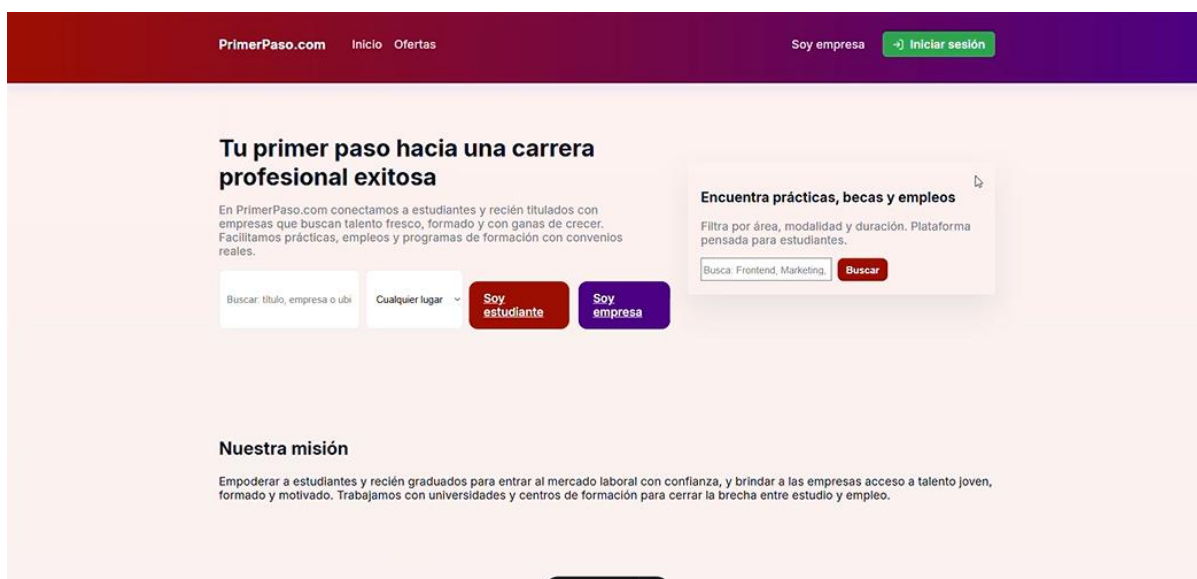 PrimerPaso.com Inicio Ofertas Soy empresa Iniciar sesión
Tu primer paso hacia una carrera
profesional exitosa
En PrimerPaso.com conectamos a estudiantes y recién titulados con
empresas que buscan talento fresco, formado y con ganas de crecer.
Facilitamos prácticas, empleos y programas de formación con convenios
reales.
Buscar: título, empresa o ubi
Cualquier lugar
Soy
estudiante
Soy
empresa
Encuentra prácticas, becas y empleos
Filtra por área, modalidad y duración. Plataforma
pensada para estudiantes.
Busca: Frontend, Marketing,
Buscar
Nuestra misión
Empoderar a estudiantes y recién graduados para entrar al mercado laboral con confianza, y brindar a las empresas acceso a talento joven,
formado y motivado. Trabajamos con universidades y centros de formación para cerrar la brecha entre estudio y empleo.